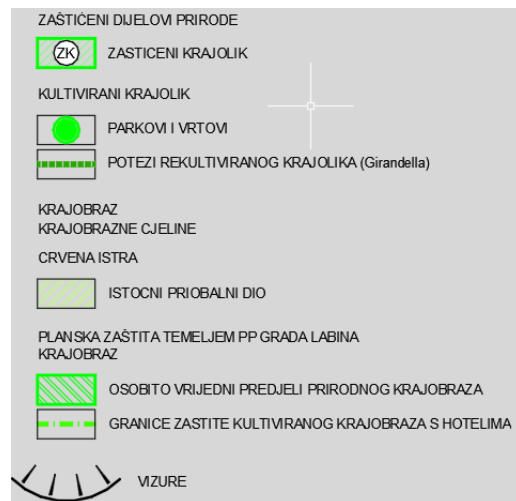 ZAŠTIĆENI DIJELOVI PRIRODE
ZK ZASTICENI KRAJOLIK
KULTIVIRANI KRAJOLIK
PARKOVI I VRTOVI
POTEZI REKULTIVIRANOG KRAJOLIKA (Girandella)
KRAJOBRAZ
KRAJOBRAZNE CJELINE
CRVENA ISTRA
ISTOCNI PRIOBALNI DIO
PLANSKA ZAŠTITA TEMELJEM PP GRADA LABINA
KRAJOBRAZ
OSOBITO VRIJEDNI PREDJELI PRIRODNOG KRAJOBRAZA
GRANICE ZASTITE KULTIVIRANOG KRAJOBRAZA S HOTELIMA
VIZURE